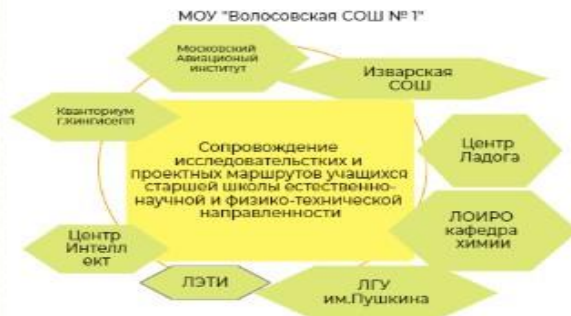 МОУ "Волосовская СОШ № 1"
Московский
Авиационый
институт
Изварская
СОШ
Кванториум
г.Кингисепп
Центр
Ладога
Сопровождение
исследовательстких и
проектных маршрутов учащихся
старшей школы естественно-
научной и физико-технической
направленности
ЛОИРО
кафедра
химии
Центр
Интелл
ект
ЛЭТИ
ЛГУ
им.Пушкина